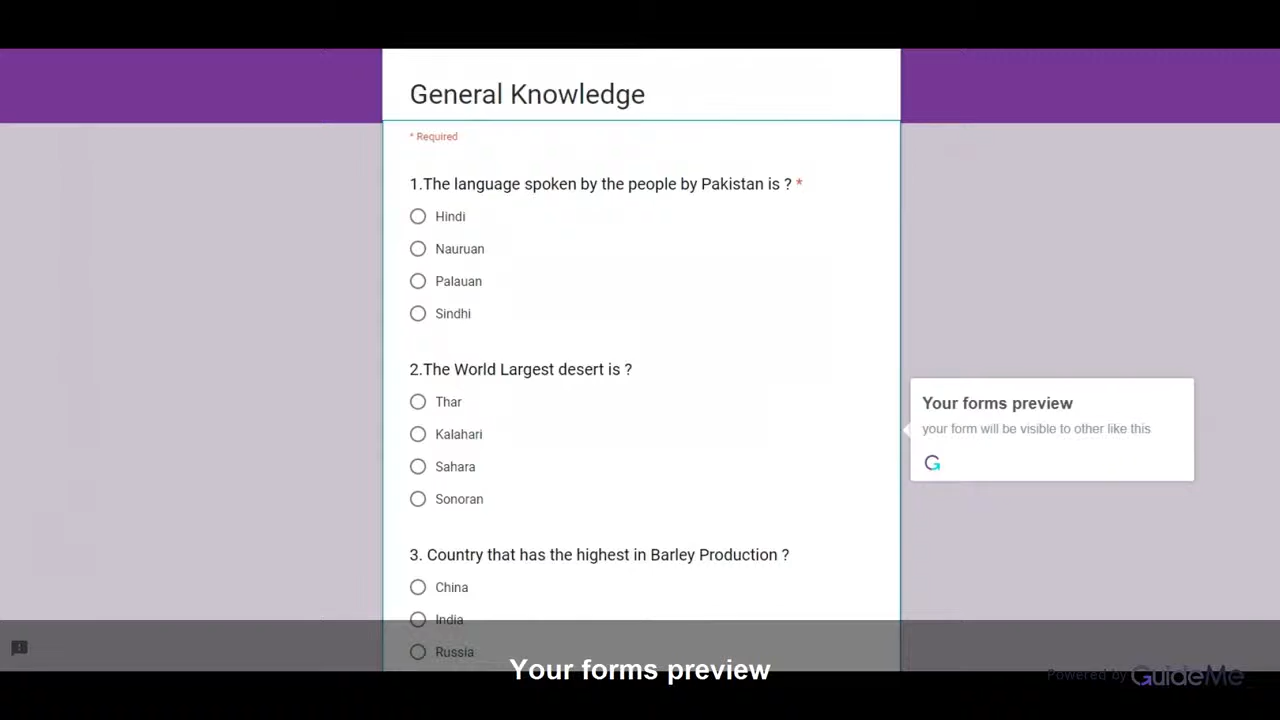 General Knowledge
* Required
1.The language spoken by the people by Pakistan is ? *
Hindi
Nauruan
Palauan
Sindhi
2.The World Largest desert is ?
Thar
Kalahari
Sahara
Sonoran
3. Country that has the highest in Barley Production ?
China
India
Russia
Your forms preview
your form will be visible to other like this
Your forms preview
Powered by GuideMe